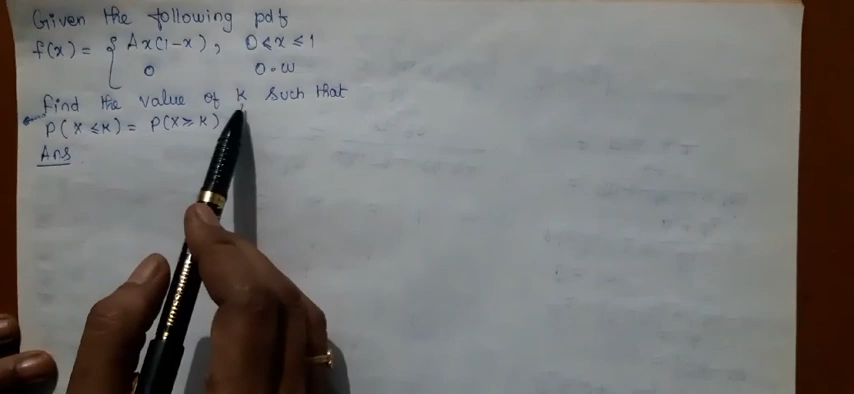 Given the following pdf
f(x) = { Ax(1-x), 0≤x≤1
0 o.w
find the value of K such that
P(X≤K) = P(X≥K)
Ans.